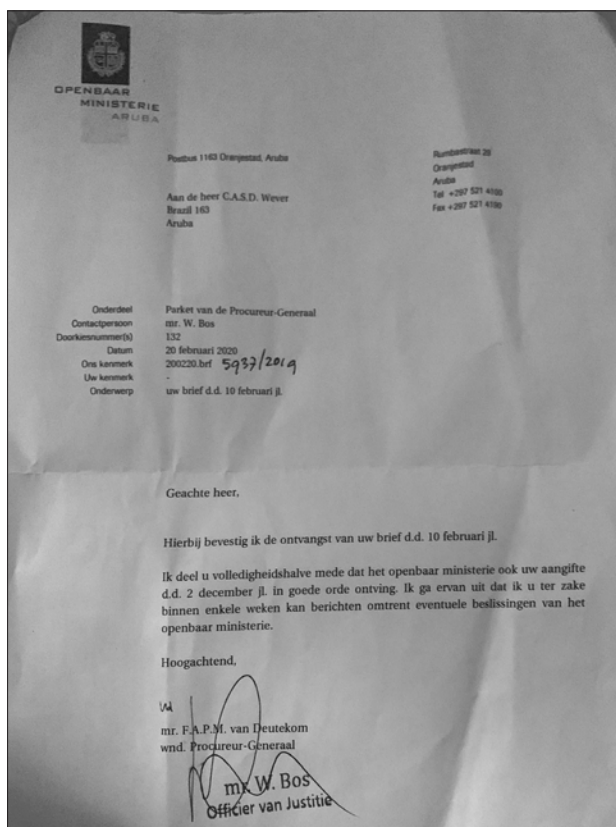 OPENBAAR
MINISTERIE
ARUBA
Postbus 1163 Oranjestad, Aruba
Rumbastraat 26
Oranjestad
Aruba
Tel +297 521 4100
Fax +297 521 4190
Aan de heer C.A.S.D. Wever
Brazil 163
Aruba
Onderdeel Parket van de Procureur-Generaal
Contactpersoon mr. W. Bos
Doorkiesnummer(s) 132
Datum 20 februari 2020
Ons kenmerk 200220.brf 5937/2019
Uw kenmerk -
Onderwerp uw brief d.d. 10 februari jl.
Geachte heer,
Hierbij bevestig ik de ontvangst van uw brief d.d. 10 februari jl.
Ik deel u volledigheidshalve mede dat het openbaar ministerie ook uw aangifte
d.d. 2 december jl. in goede orde ontving. Ik ga ervan uit dat ik u ter zake
binnen enkele weken kan berichten omtrent eventuele beslissingen van het
openbaar ministerie.
Hoogachtend,
mr. F.A.P.M. van Deutekom
wnd. Procureur-Generaal
mr. W. Bos
Officier van Justitie